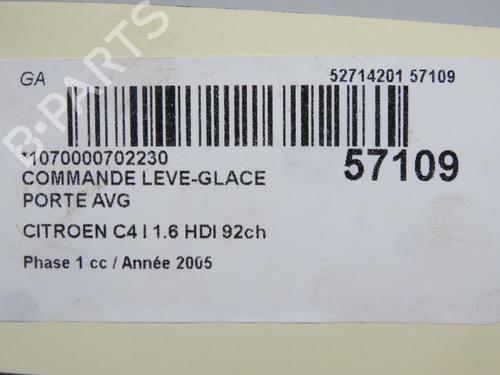 GA
52714201 57109
*1070000702230
57109
COMMANDE LEVE-GLACE
PORTE AVG
CITROEN C4 I 1.6 HDI 92ch
Phase 1 cc / Année 2005
B-PARTS